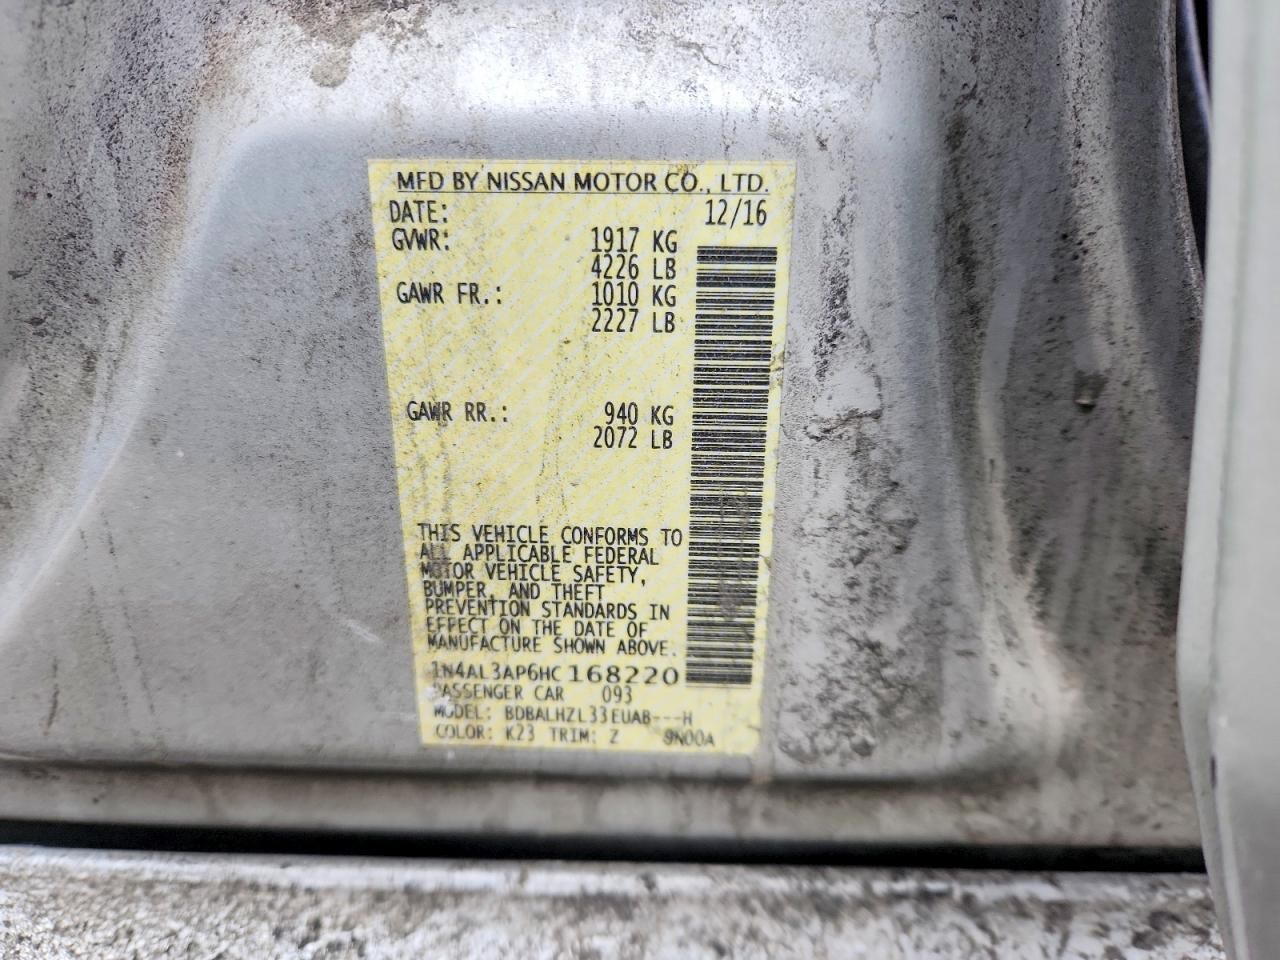 MFD BY NISSAN MOTOR CO., LTD.
DATE: 12/16
GVWR: 1917 KG
4226 LB
GAWR FR.: 1010 KG
2227 LB
GAWR RR.: 940 KG
2072 LB
THIS VEHICLE CONFORMS TO
ALL APPLICABLE FEDERAL
MOTOR VEHICLE SAFETY,
BUMPER, AND THEFT
PREVENTION STANDARDS IN
EFFECT ON THE DATE OF
MANUFACTURE SHOWN ABOVE.
1N4AL3AP6HC168220
PASSENGER CAR 093
MODEL: BDBALHZL33EUAB---H
COLOR: K23 TRIM: Z 9N00A